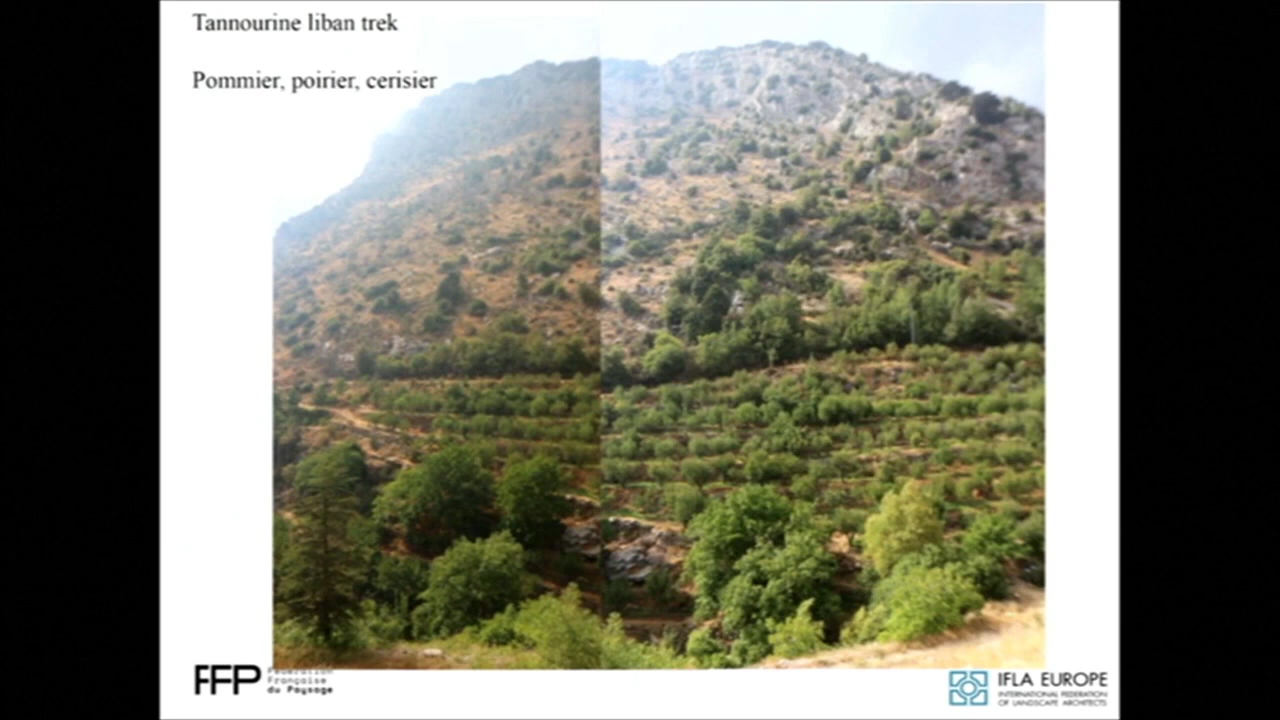 Tannourine liban trek
Pommier, poirier, cerisier
FFP
Fédération
Française
du Paysage
IFLA EUROPE
INTERNATIONAL FEDERATION
OF LANDSCAPE ARCHITECTS